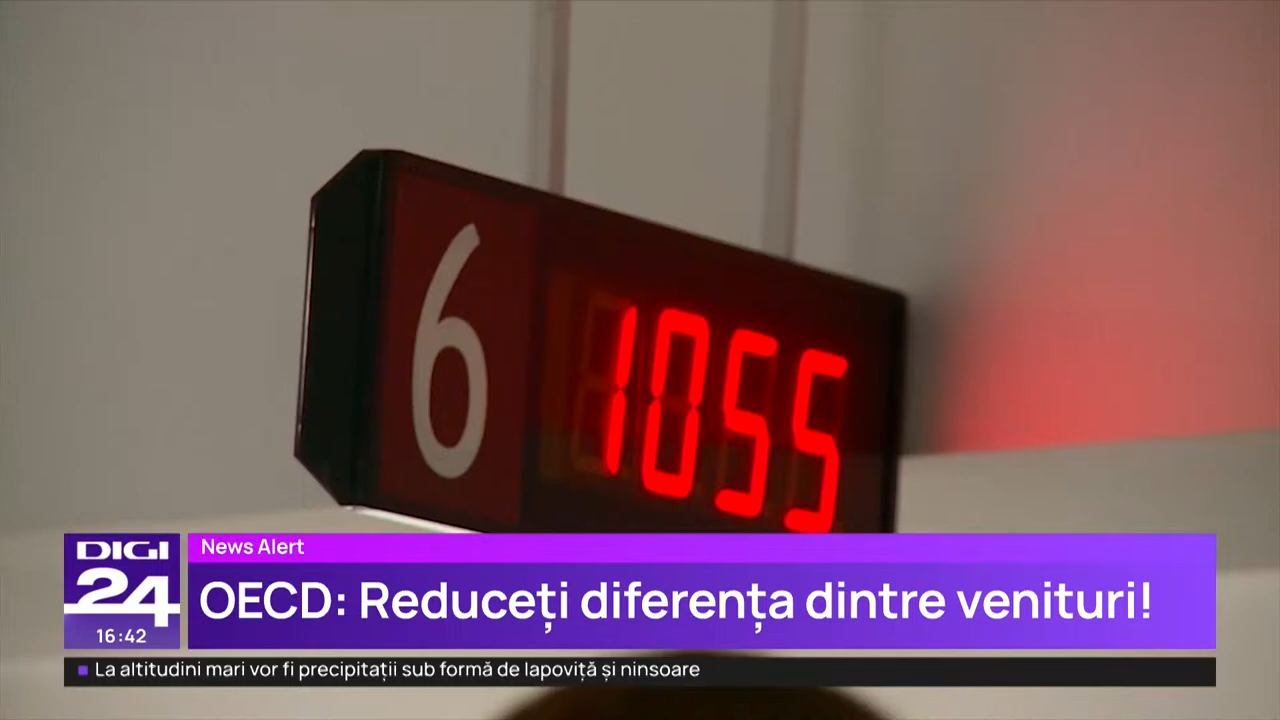 6
1055
DIGI
24
16:42
News Alert
OECD: Reduceți diferența dintre venituri!
La altitudini mari vor fi precipitații sub formă de lapoviță și ninsoare